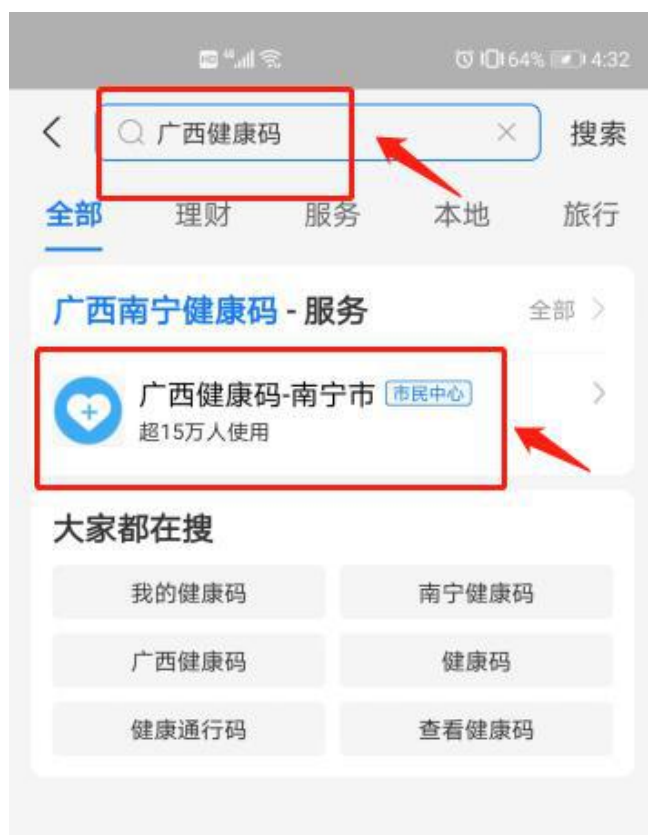 HD 46 64% 4:32
广西健康码 搜索
全部 理财 服务 本地 旅行
广西南宁健康码 - 服务 全部
广西健康码-南宁市 市民中心
超15万人使用
大家都在搜
我的健康码 南宁健康码
广西健康码 健康码
健康通行码 查看健康码